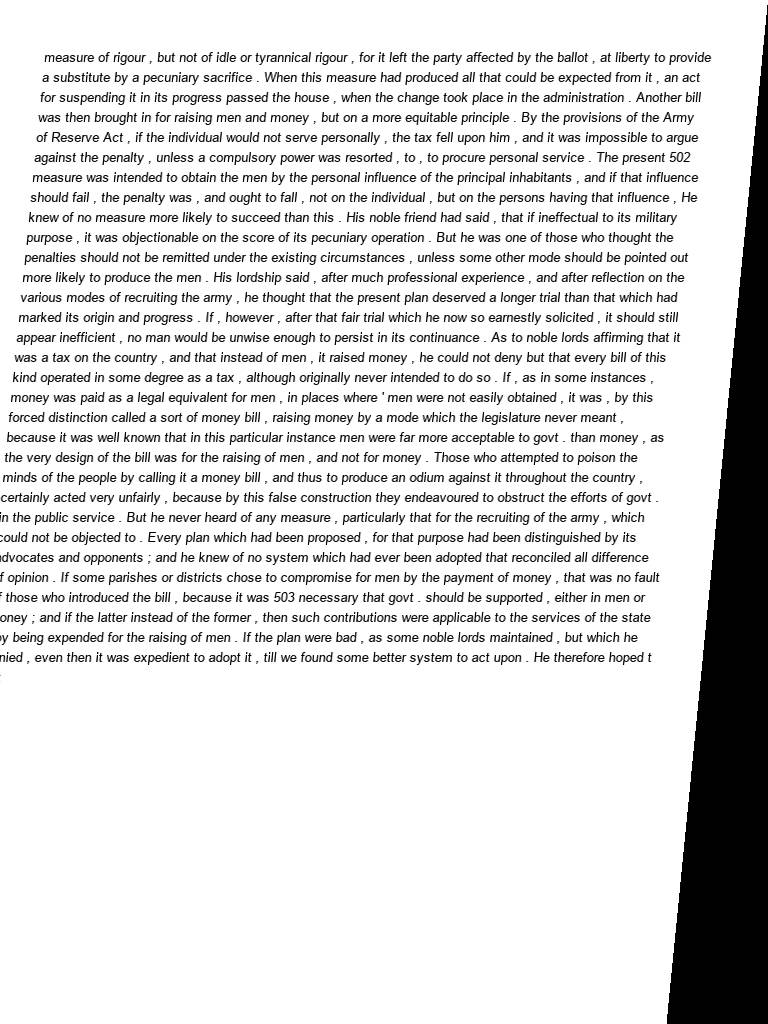 measure of rigour , but not of idle or tyrannical rigour , for it left the party affected by the ballot , at liberty to provide
a substitute by a pecuniary sacrifice . When this measure had produced all that could be expected from it , an act
for suspending it in its progress passed the house , when the change took place in the administration . Another bill
was then brought in for raising men and money , but on a more equitable principle . By the provisions of the Army
of Reserve Act , if the individual would not serve personally , the tax fell upon him , and it was impossible to argue
against the penalty , unless a compulsory power was resorted , to , to procure personal service . The present 502
measure was intended to obtain the men by the personal influence of the principal inhabitants , and if that influence
should fail , the penalty was , and ought to fall , not on the individual , but on the persons having that influence , He
knew of no measure more likely to succeed than this . His noble friend had said , that if ineffectual to its military
purpose , it was objectionable on the score of its pecuniary operation . But he was one of those who thought the
penalties should not be remitted under the existing circumstances , unless some other mode should be pointed out
more likely to produce the men . His lordship said , after much professional experience , and after reflection on the
various modes of recruiting the army , he thought that the present plan deserved a longer trial than that which had
marked its origin and progress . If , however , after that fair trial which he now so earnestly solicited , it should still
appear inefficient , no man would be unwise enough to persist in its continuance . As to noble lords affirming that it
was a tax on the country , and that instead of men , it raised money , he could not deny but that every bill of this
kind operated in some degree as a tax , although originally never intended to do so . If , as in some instances ,
money was paid as a legal equivalent for men , in places where ' men were not easily obtained , it was , by this
forced distinction called a sort of money bill , raising money by a mode which the legislature never meant ,
because it was well known that in this particular instance men were far more acceptable to govt . than money , as
the very design of the bill was for the raising of men , and not for money . Those who attempted to poison the
minds of the people by calling it a money bill , and thus to produce an odium against it throughout the country ,
certainly acted very unfairly , because by this false construction they endeavoured to obstruct the efforts of govt .
in the public service . But he never heard of any measure , particularly that for the recruiting of the army , which
could not be objected to . Every plan which had been proposed , for that purpose had been distinguished by its
advocates and opponents ; and he knew of no system which had ever been adopted that reconciled all difference
of opinion . If some parishes or districts chose to compromise for men by the payment of money , that was no fault
those who introduced the bill , because it was 503 necessary that govt . should be supported , either in men or
oney ; and if the latter instead of the former , then such contributions were applicable to the services of the state
by being expended for the raising of men . If the plan were bad , as some noble lords maintained , but which he
nied , even then it was expedient to adopt it , till we found some better system to act upon . He therefore hoped t